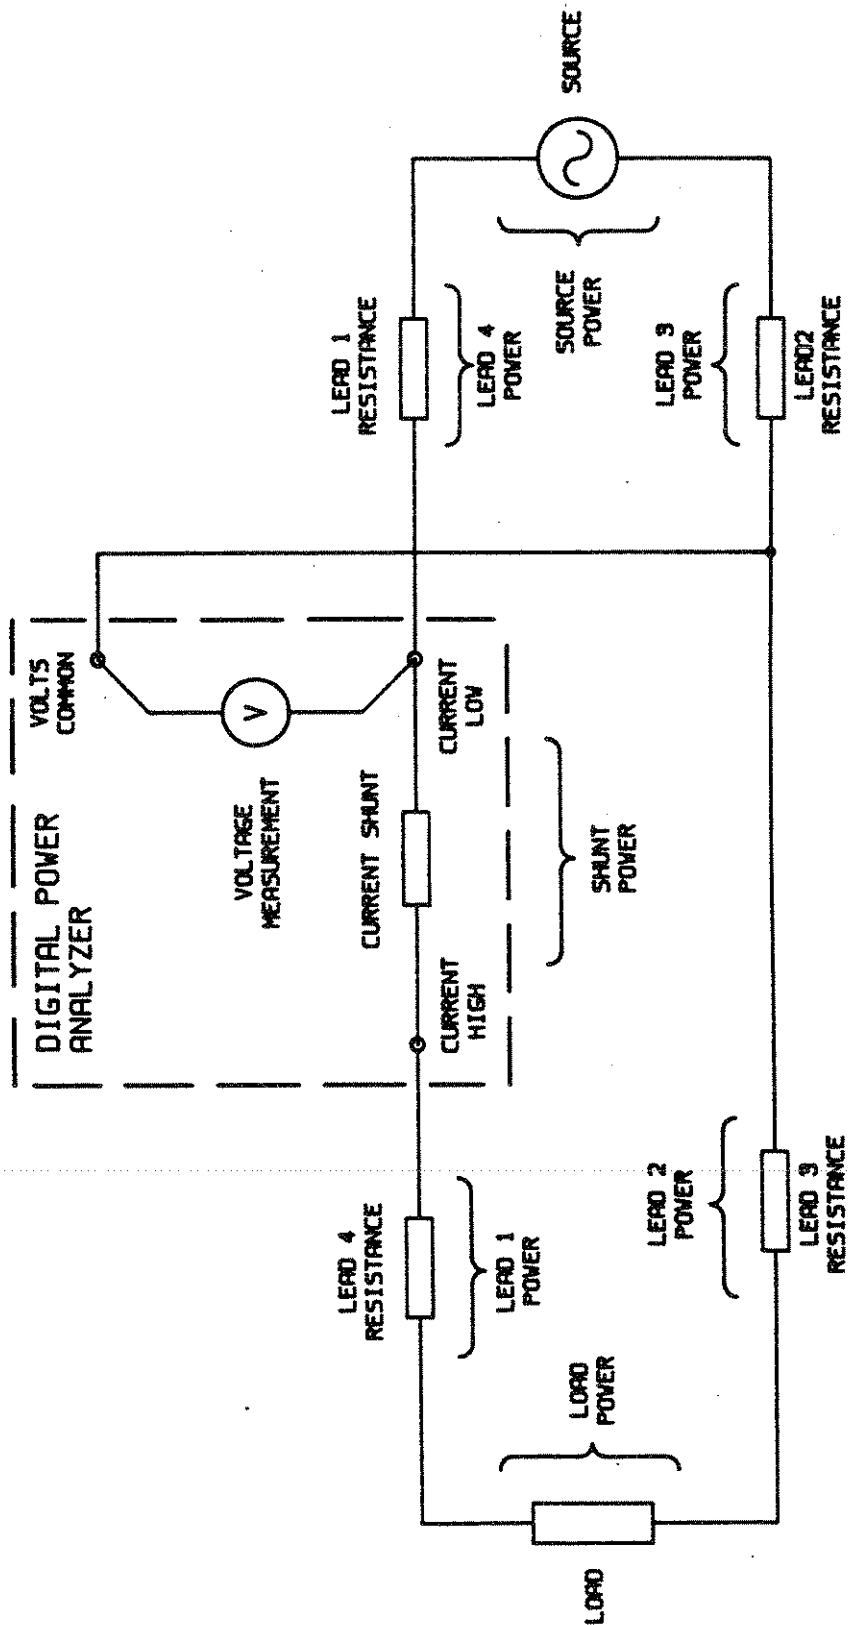 DIGITAL POWER
ANALYZER
VOLTS
COMMON
VOLTAGE
MEASUREMENT
V
CURRENT SHUNT
CURRENT
HIGH
CURRENT
LOW
SHUNT
POWER
LEAD 4
RESISTANCE
LEAD 1
POWER
LEAD 1
RESISTANCE
LEAD 4
POWER
LOAD
LOAD
POWER
SOURCE
POWER
SOURCE
LEAD 2
POWER
LEAD 3
RESISTANCE
LEAD 3
POWER
LEAD2
RESISTANCE